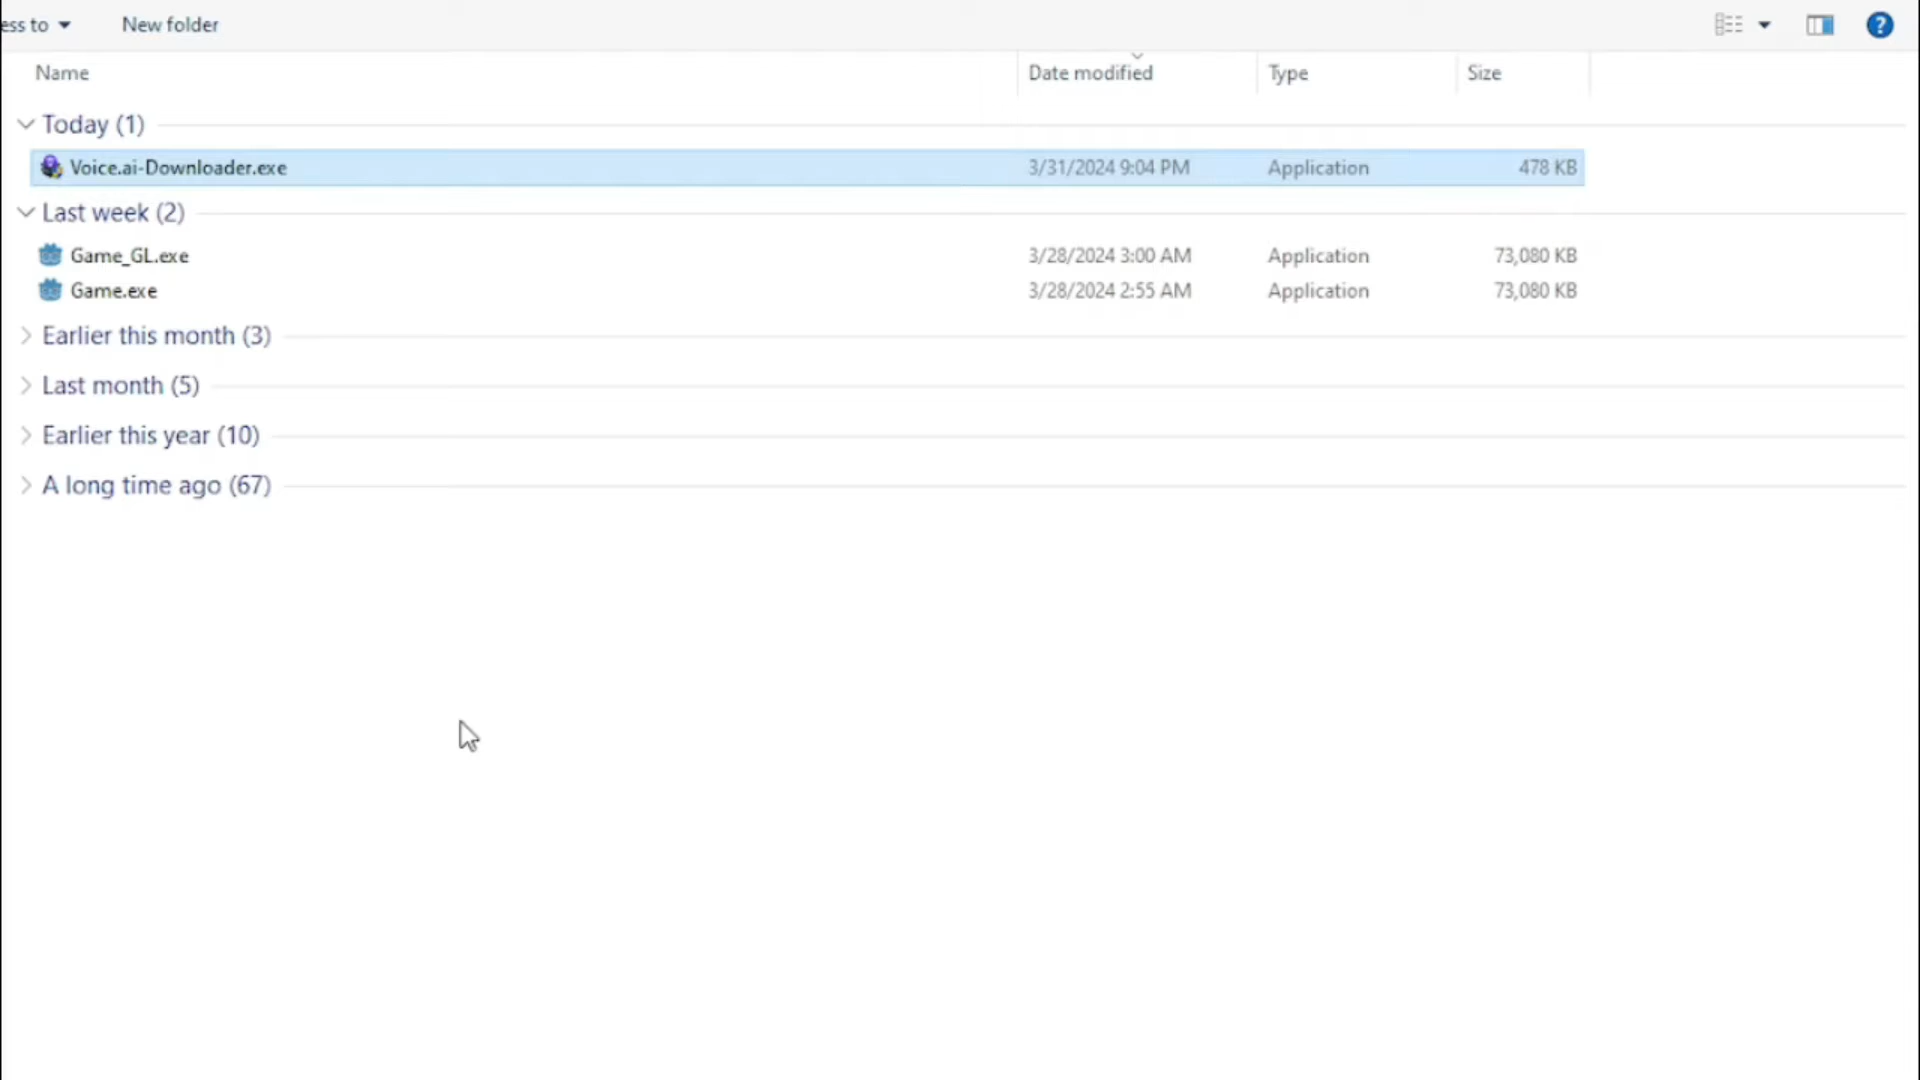 ess to New folder ?
Name Date modified Type Size
Today (1)
Voice.ai-Downloader.exe 3/31/2024 9:04 PM Application 478 KB
Last week (2)
Game_GL.exe 3/28/2024 3:00 AM Application 73,080 KB
Game.exe 3/28/2024 2:55 AM Application 73,080 KB
Earlier this month (3)
Last month (5)
Earlier this year (10)
A long time ago (67)